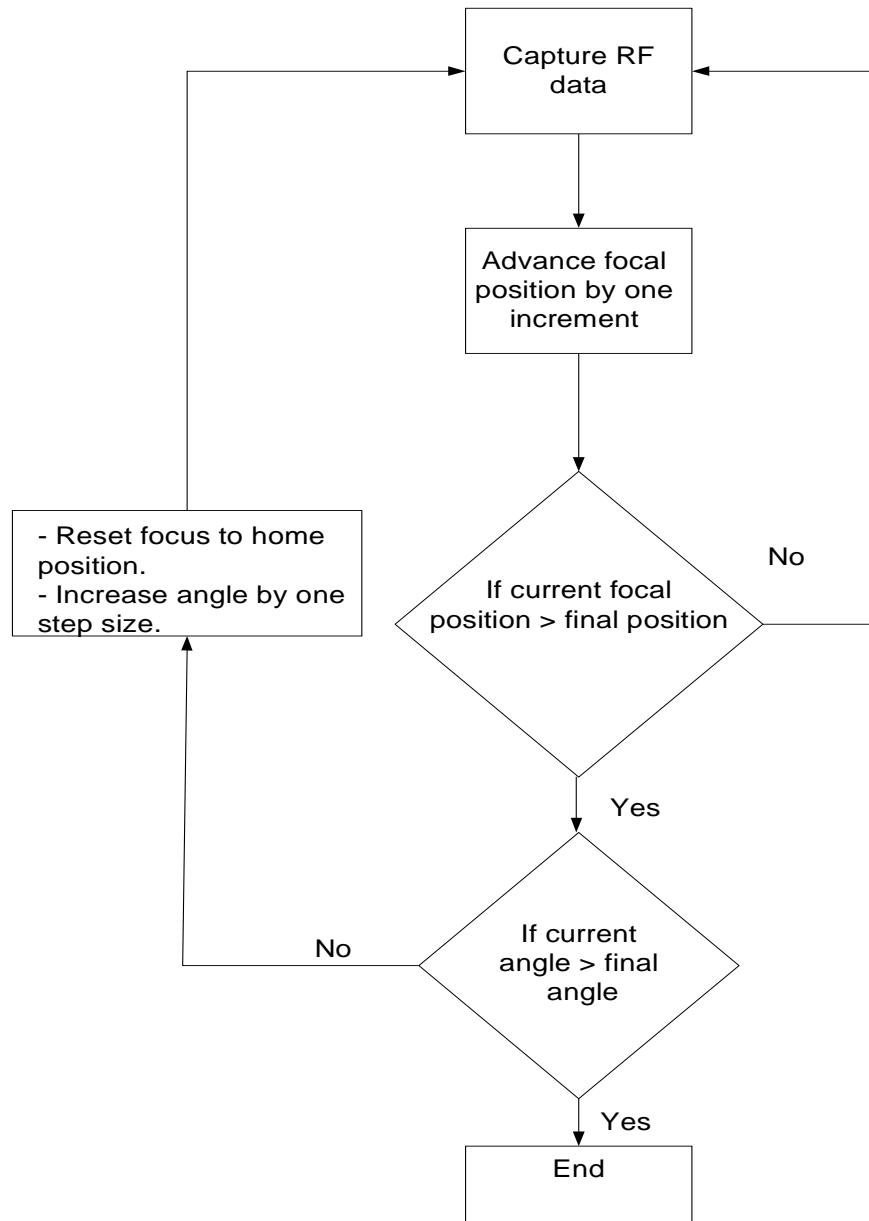 Capture RF
data
Advance focal
position by one
increment
- Reset focus to home
position.
- Increase angle by one
step size.
If current focal
position > final position
No
Yes
If current
angle > final
angle
No
Yes
End